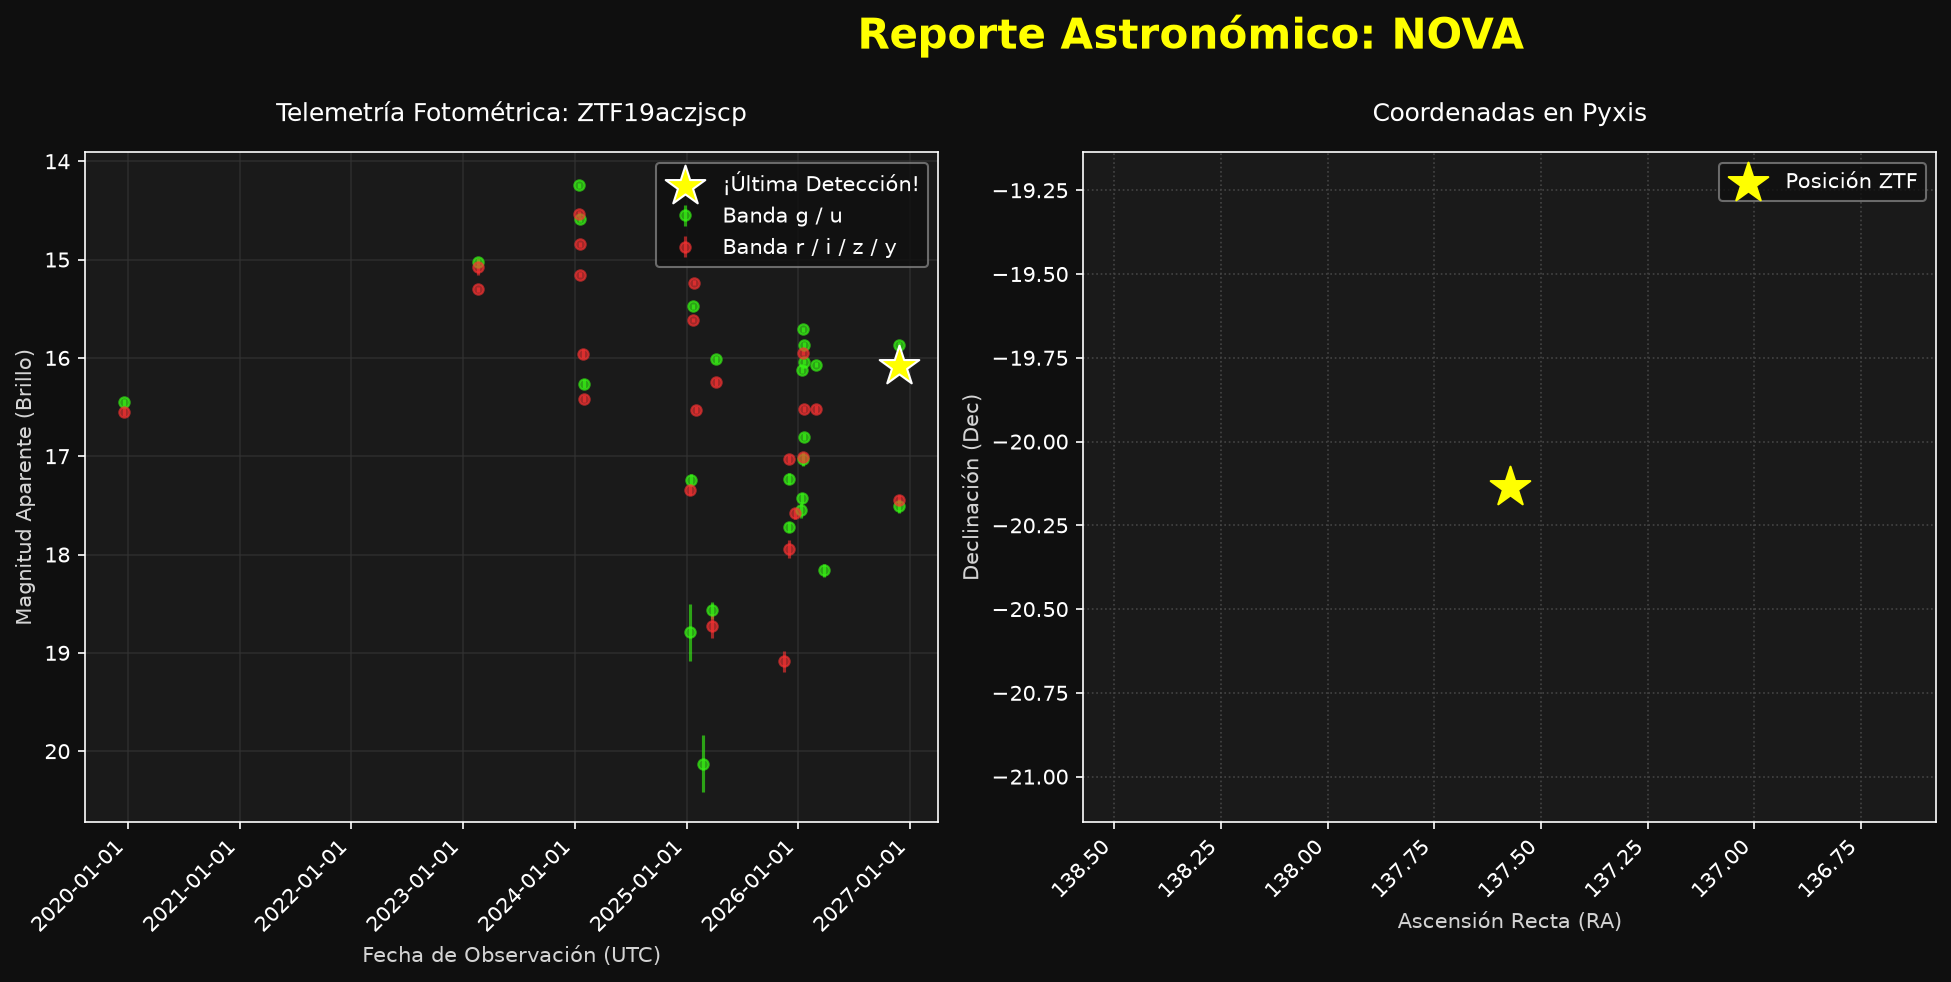 Reporte Astronómico: NOVA
Telemetría Fotométrica: ZTF19aczjscp
Magnitud Aparente (Brillo)
14
15
16
17
18
19
20
¡Última Detección!
Banda g / u
Banda r / i / z / y
2020-01-01
2021-01-01
2022-01-01
2023-01-01
2024-01-01
2025-01-01
2026-01-01
2027-01-01
Fecha de Observación (UTC)
Coordenadas en Pyxis
Declinación (Dec)
−19.25
−19.50
−19.75
−20.00
−20.25
−20.50
−20.75
−21.00
Posición ZTF
138.50
138.25
138.00
137.75
137.50
137.25
137.00
136.75
Ascensión Recta (RA)